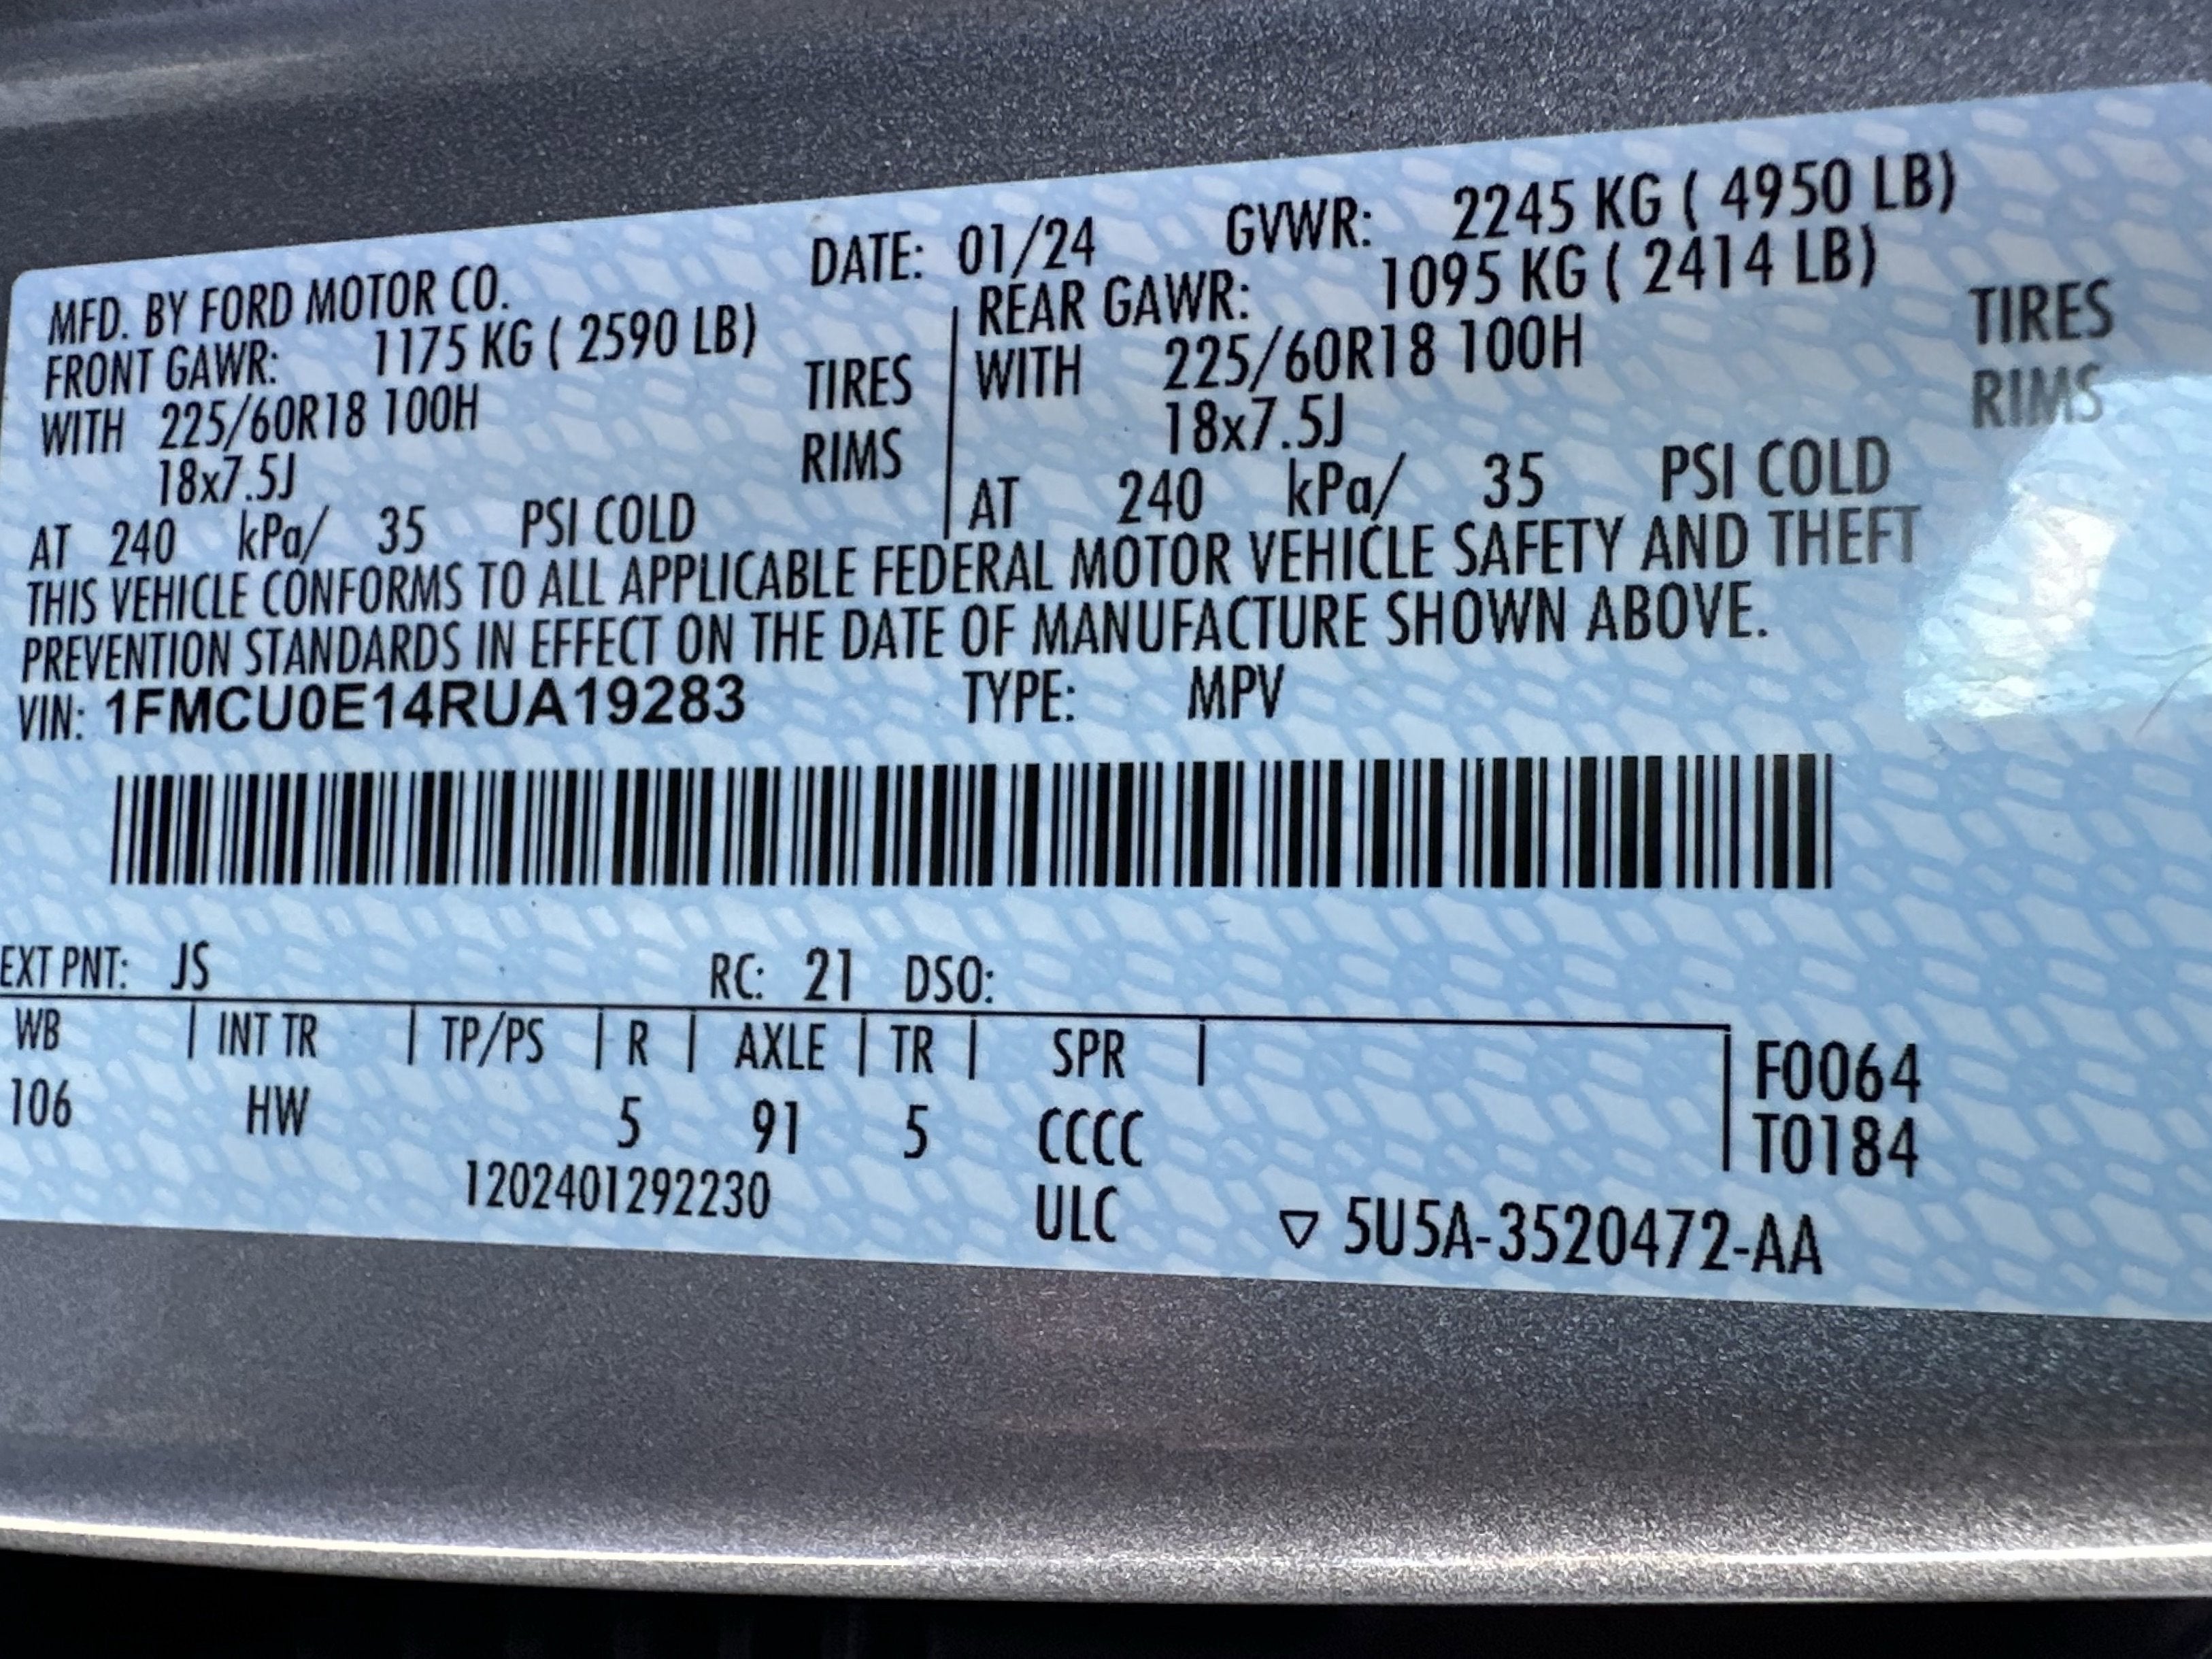 MFD. BY FORD MOTOR CO. DATE: 01/24 GVWR: 2245 KG ( 4950 LB)
FRONT GAWR: 1175 KG ( 2590 LB) REAR GAWR: 1095 KG ( 2414 LB)
WITH 225/60R18 100H TIRES WITH 225/60R18 100H TIRES
18x7.5J RIMS 18x7.5J RIMS
AT 240 kPa/ 35 PSI COLD AT 240 kPa/ 35 PSI COLD
THIS VEHICLE CONFORMS TO ALL APPLICABLE FEDERAL MOTOR VEHICLE SAFETY AND THEFT
PREVENTION STANDARDS IN EFFECT ON THE DATE OF MANUFACTURE SHOWN ABOVE.
VIN: 1FMCU0E14RUA19283 TYPE: MPV
EXT PNT: JS RC: 21 DSO:
WB INT TR TP/PS R AXLE TR SPR F0064
106 HW 5 91 5 CCCC T0184
1202401292230 ULC ▽ 5U5A-3520472-AA